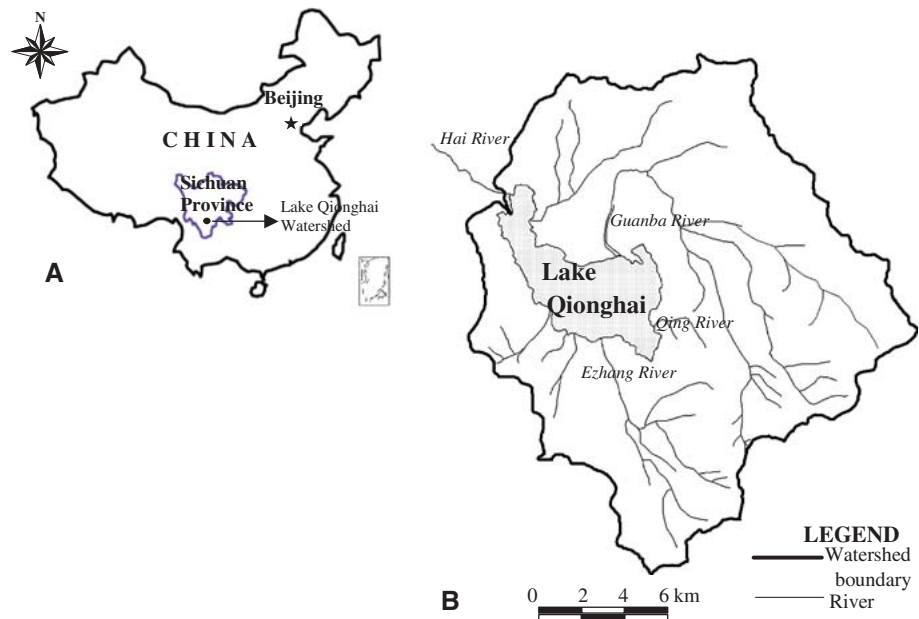 N
Beijing
CHINA
Sichuan
Province
Lake Qionghai
Watershed
A
Hai River
Guanba River
Lake
Qionghai
Qing River
Ezhang River
LEGEND
Watershed
boundary
River
B
0 2 4 6 km